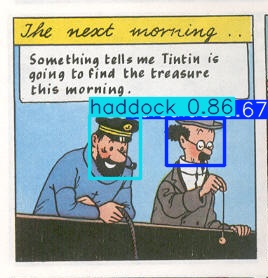 The next morning ..
Something tells me Tintin is
going to find the treasure
this morning.
haddock 0.86
.67